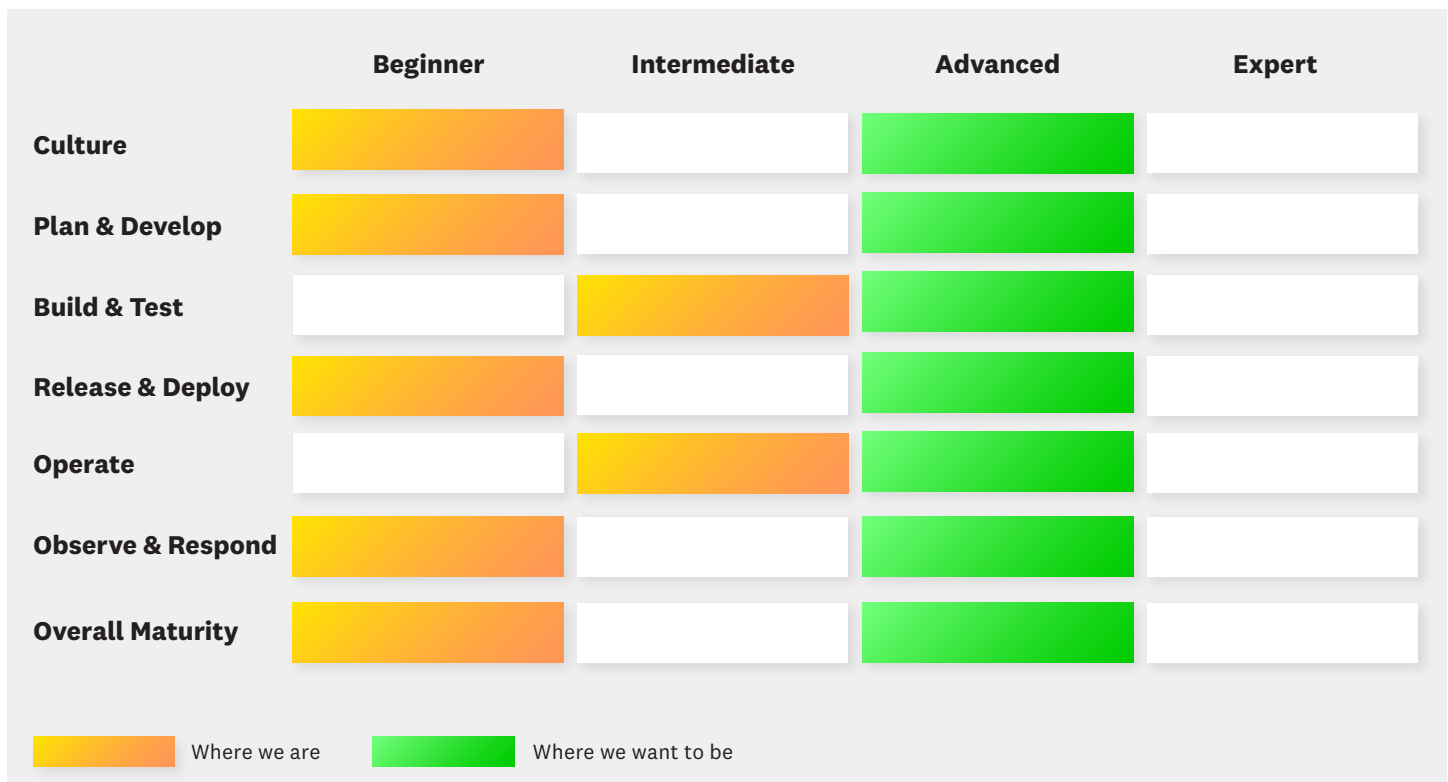 Beginner Intermediate Advanced Expert
Culture
Plan & Develop
Build & Test
Release & Deploy
Operate
Observe & Respond
Overall Maturity
Where we are Where we want to be